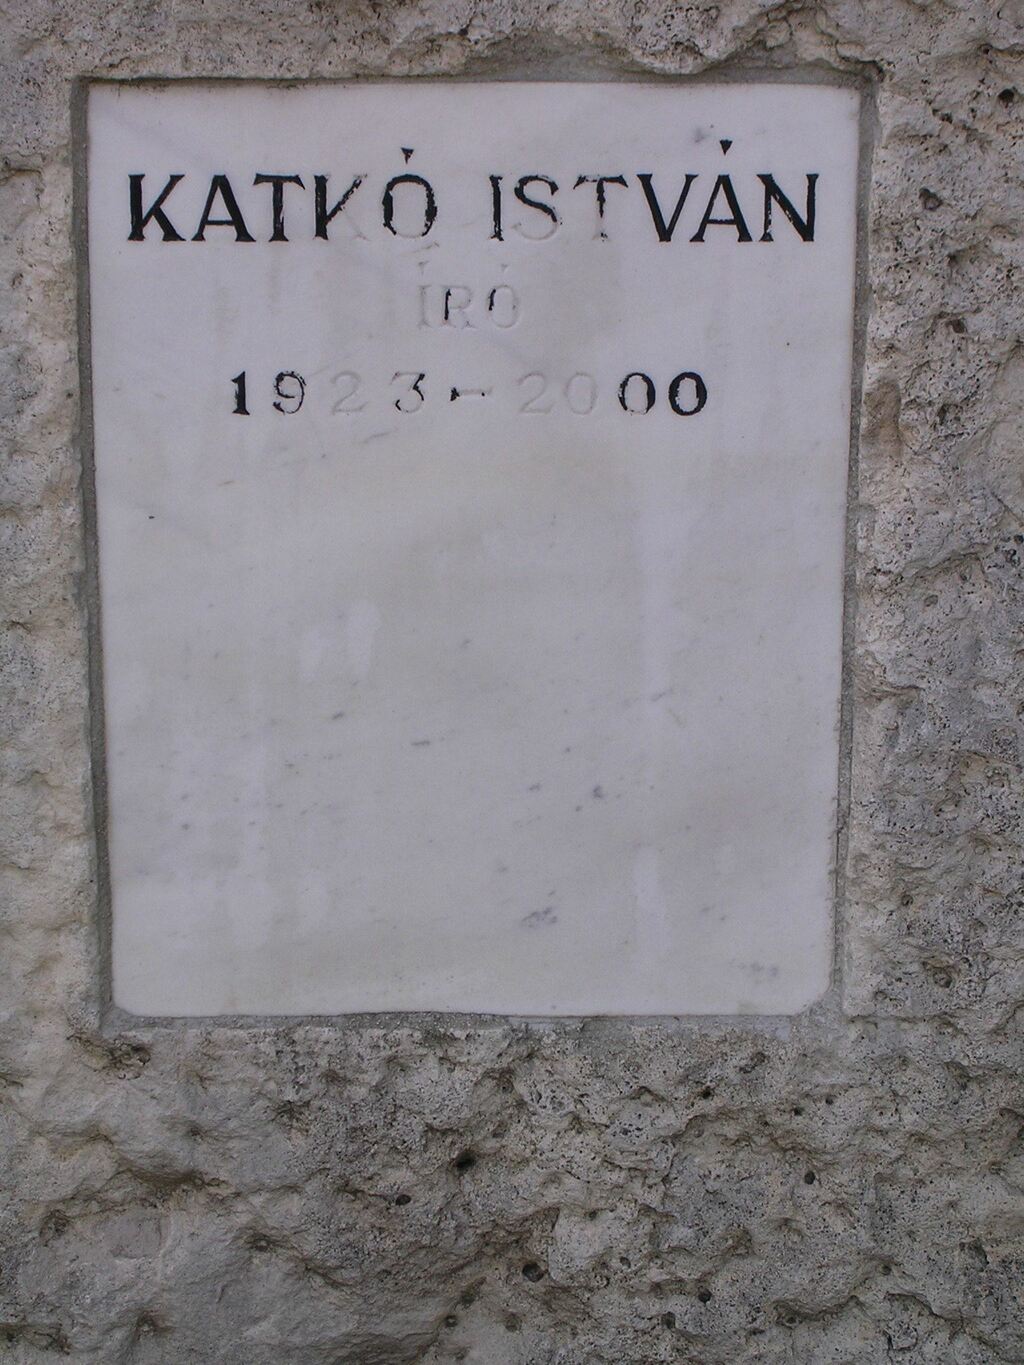 KATKÓ ISTVÁN
ÍRÓ
1923-2000